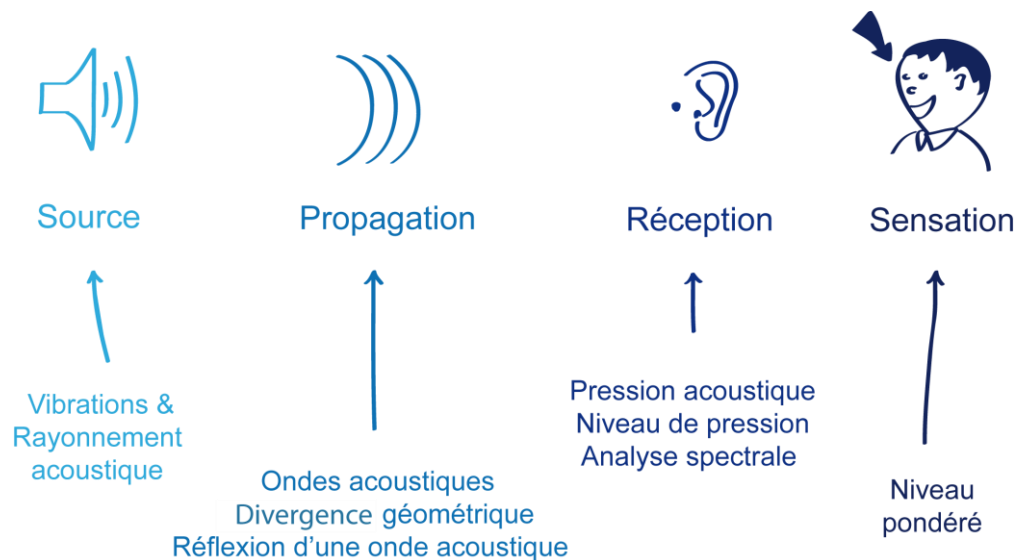 Source
Propagation
Réception
Sensation
Vibrations &
Rayonnement
acoustique
Ondes acoustiques
Divergence géométrique
Réflexion d'une onde acoustique
Pression acoustique
Niveau de pression
Analyse spectrale
Niveau
pondéré